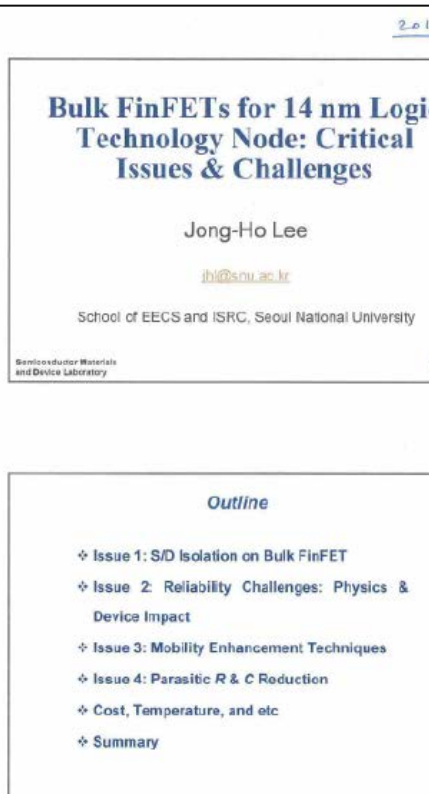 201
Bulk FinFETs for 14 nm Logi
Technology Node: Critical
Issues & Challenges
Jong-Ho Lee
jhl@snu.ac.kr
School of EECS and ISRC, Seoul National University
Semiconductor Materials
and Device Laboratory
Outline
❖ Issue 1: S/D Isolation on Bulk FinFET
❖ Issue 2: Reliability Challenges: Physics &
Device Impact
❖ Issue 3: Mobility Enhancement Techniques
❖ Issue 4: Parasitic R & C Reduction
❖ Cost, Temperature, and etc
❖ Summary